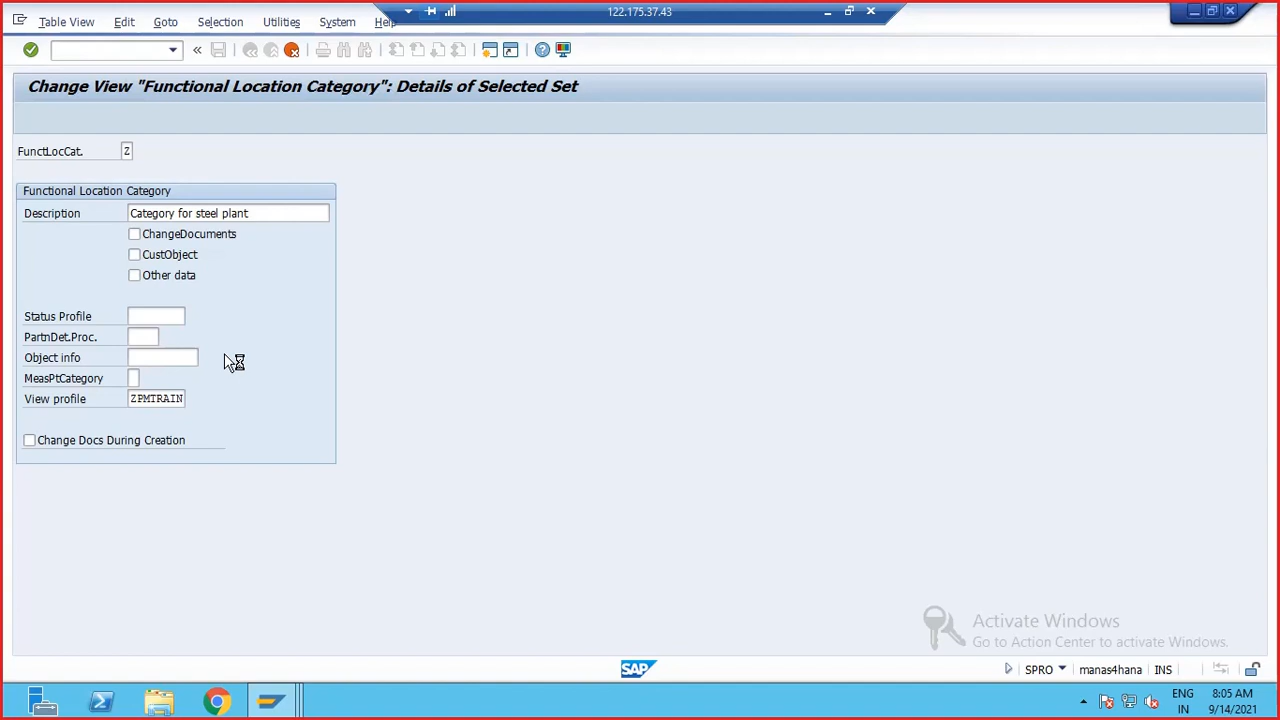 122.175.37.43
Table View Edit Goto Selection Utilities System Help
Change View "Functional Location Category": Details of Selected Set
FunctLocCat. Z
Functional Location Category
Description Category for steel plant
ChangeDocuments
CustObject
Other data
Status Profile
PartnDet.Proc.
Object info
MeasPtCategory
View profile ZPMTRAIN
Change Docs During Creation
Activate Windows
Go to Action Center to activate Windows.
SAP SPRO manas4hana INS
ENG 8:05 AM
IN 9/14/2021